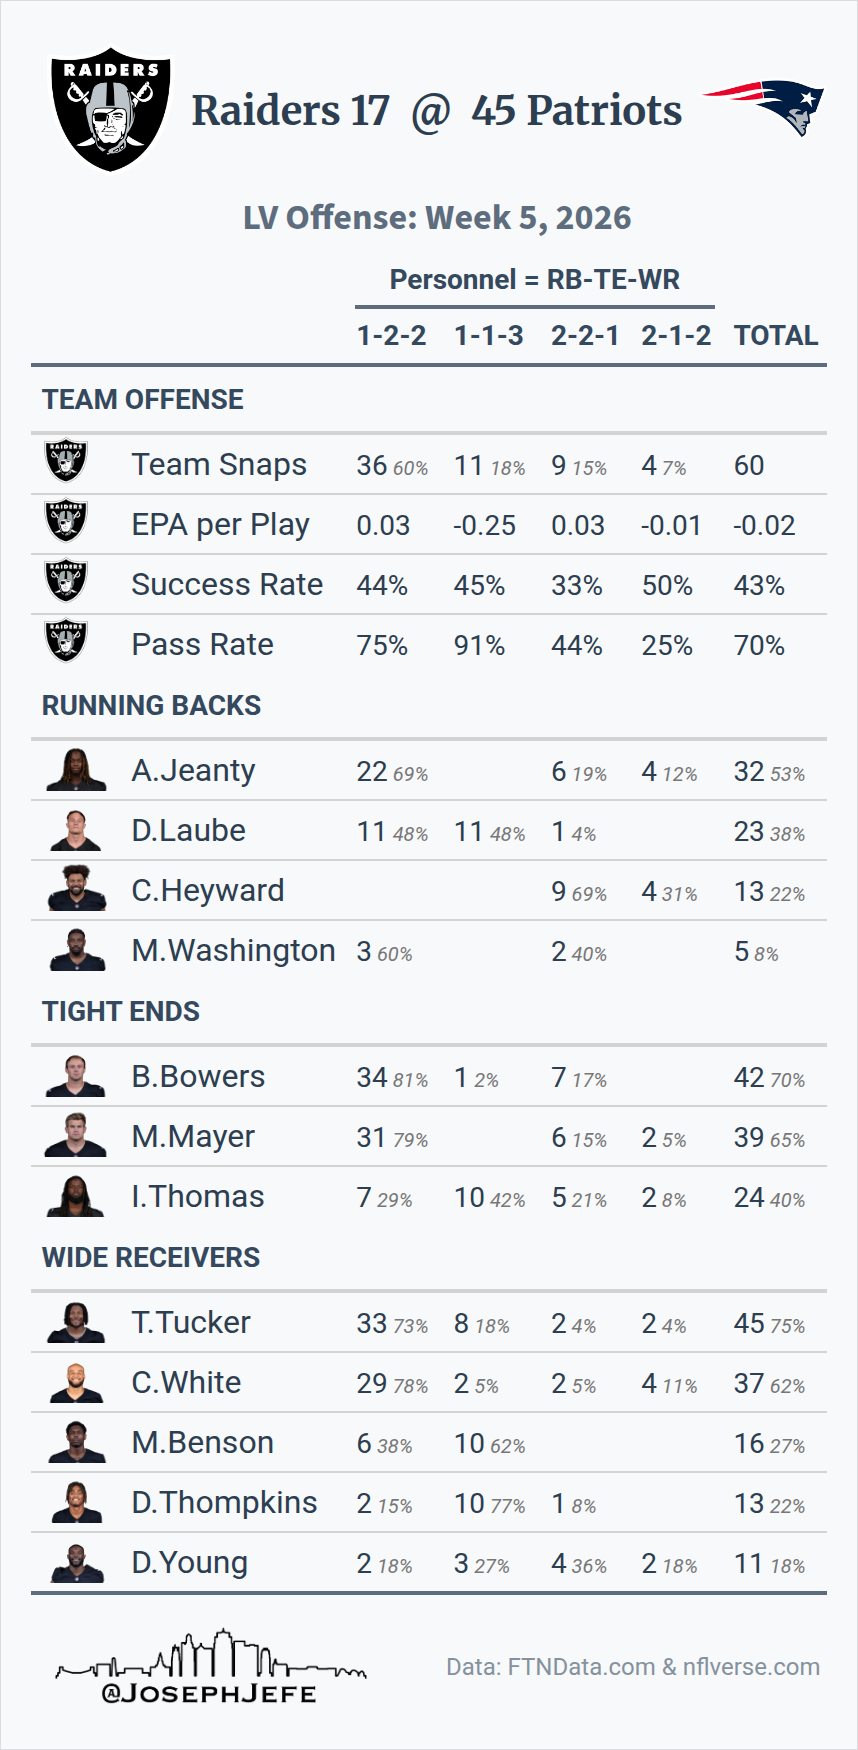 RAIDERS
Raiders 17 @ 45 Patriots
LV Offense: Week 5, 2026
Personnel = RB-TE-WR
1-2-2 1-1-3 2-2-1 2-1-2 TOTAL
TEAM OFFENSE
RAIDERS Team Snaps 36 60% 11 18% 9 15% 4 7% 60
RAIDERS EPA per Play 0.03 -0.25 0.03 -0.01 -0.02
RAIDERS Success Rate 44% 45% 33% 50% 43%
RAIDERS Pass Rate 75% 91% 44% 25% 70%
RUNNING BACKS
A.Jeanty 22 69% 6 19% 4 12% 32 53%
D.Laube 11 48% 11 48% 1 4% 23 38%
C.Heyward 9 69% 4 31% 13 22%
M.Washington 3 60% 2 40% 5 8%
TIGHT ENDS
B.Bowers 34 81% 1 2% 7 17% 42 70%
M.Mayer 31 79% 6 15% 2 5% 39 65%
I.Thomas 7 29% 10 42% 5 21% 2 8% 24 40%
WIDE RECEIVERS
T.Tucker 33 73% 8 18% 2 4% 2 4% 45 75%
C.White 29 78% 2 5% 2 5% 4 11% 37 62%
M.Benson 6 38% 10 62% 16 27%
D.Thompkins 2 15% 10 77% 1 8% 13 22%
D.Young 2 18% 3 27% 4 36% 2 18% 11 18%
@JosephJefe
Data: FTNData.com & nflverse.com